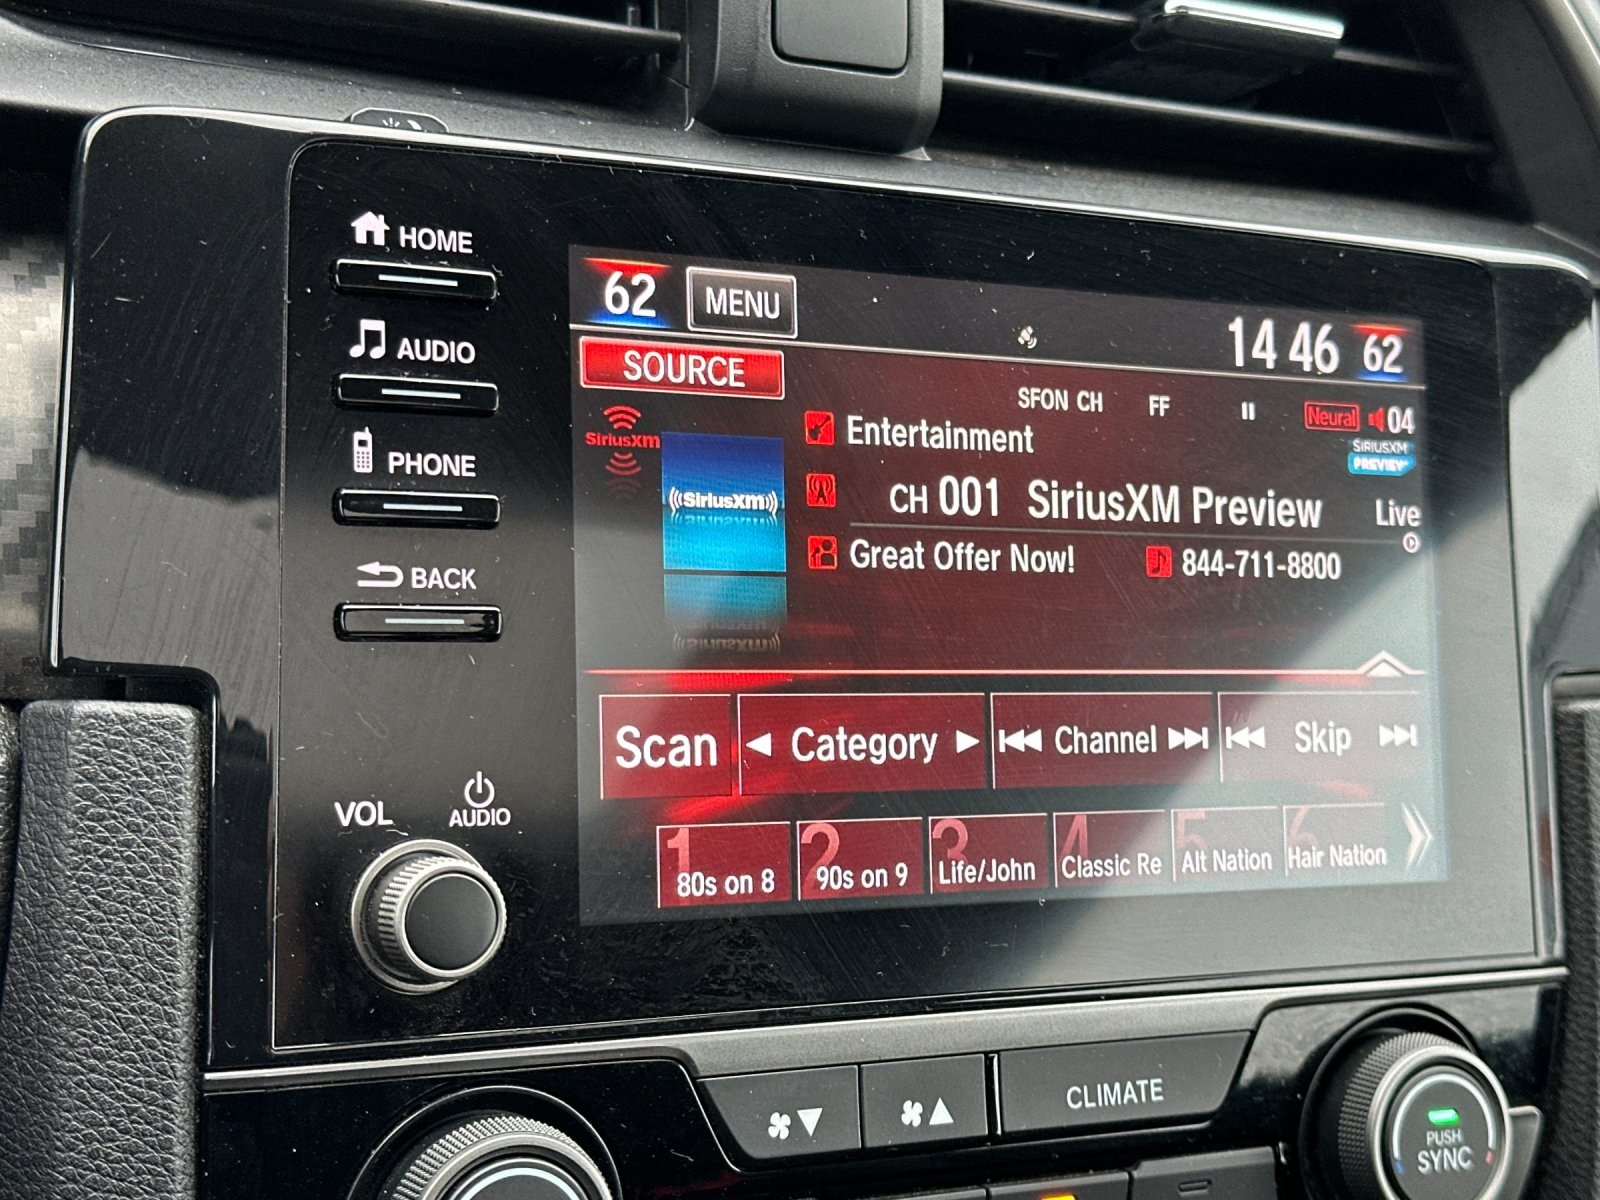 HOME
AUDIO
PHONE
BACK
VOL
AUDIO
62 MENU 14 46 62
SOURCE
SFON CH FF Neural 04
SIRIUSXM
PREVIEW
SiriusXM
((SiriusXM))
Entertainment
CH 001 SiriusXM Preview Live
Great Offer Now! 844-711-8800
Scan Category Channel Skip
1 80s on 8
2 90s on 9
3 Life/John
4 Classic Re
5 Alt Nation
6 Hair Nation
CLIMATE
PUSH
SYNC